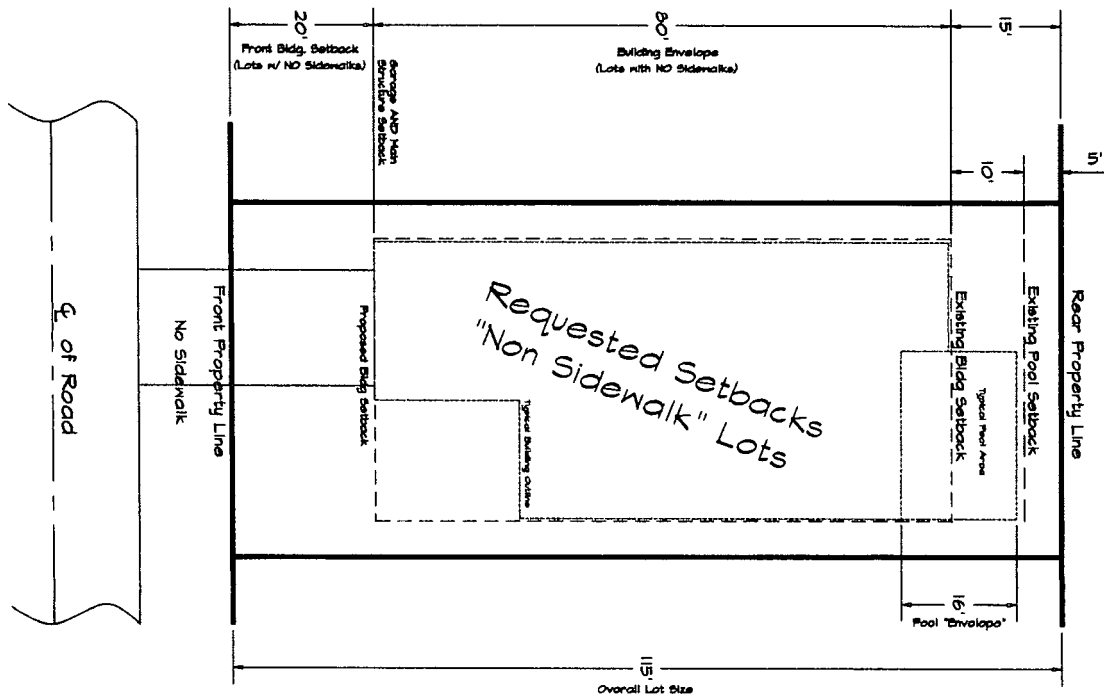 20'
Front Bldg. Setback
(Lots w/ NO Sidewalks)
80'
Building Envelope
(Lots with NO Sidewalks)
15'
10'
5'
Garage AND Main
Structure Setback
℄ of Road
No Sidewalk
Front Property Line
Proposed Bldg Setback
Requested Setbacks
"Non Sidewalk" Lots
Typical Building Outline
Existing Bldg Setback
Typical Pool Area
Existing Pool Setback
Rear Property Line
16'
Pool "Envelope"
115'
Overall Lot Size